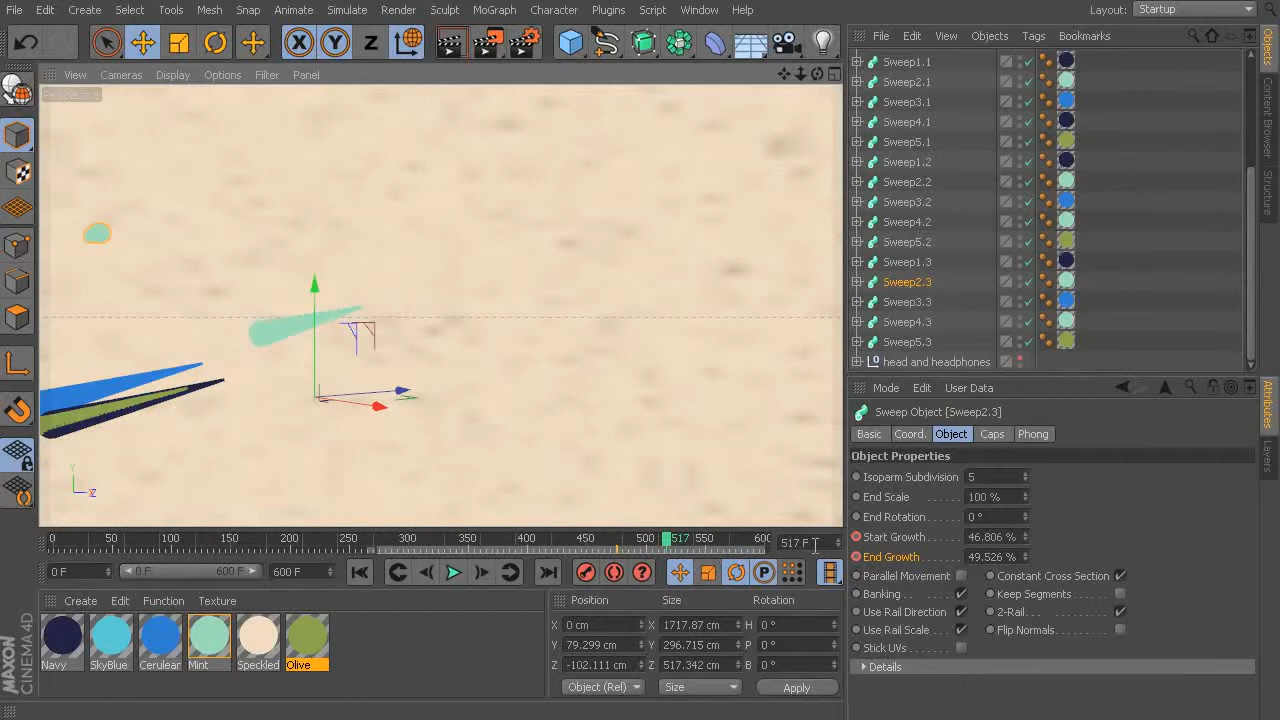 File Edit Create Select Tools Mesh Snap Animate Simulate Render Sculpt MoGraph Character Plugins Script Window Help Layout: Startup
X Y Z
File Edit View Objects Tags Bookmarks
View Cameras Display Options Filter Panel
Sweep1.1
Sweep2.1
Sweep3.1
Sweep4.1
Sweep5.1
Sweep1.2
Sweep2.2
Sweep3.2
Sweep4.2
Sweep5.2
Sweep1.3
Sweep2.3
Sweep3.3
Sweep4.3
Sweep5.3
head and headphones
Objects
Content Browser
Structure
Mode Edit User Data
Sweep Object [Sweep2.3]
Basic Coord. Object Caps Phong
Object Properties
Isoparm Subdivision 5
End Scale 100 %
End Rotation 0 °
Start Growth 46.806 %
End Growth 49.526 %
Parallel Movement Constant Cross Section
Banking Keep Segments
Use Rail Direction 2-Rail
Use Rail Scale Flip Normals
Stick UVs
Details
Attributes
Layers
Y
Z
0 50 100 150 200 250 300 350 400 450 500 517 550 600 517 F
0 F 0 F 600 F 600 F
Create Edit Function Texture
Navy SkyBlue Cerulear Mint Speckled Olive
Position Size Rotation
X 0 cm X 1717.87 cm H 0 °
Y 79.299 cm Y 296.715 cm P 0 °
Z -102.111 cm Z 517.342 cm B 0 °
Object (Rel) Size Apply
MAXON
CINEMA 4D